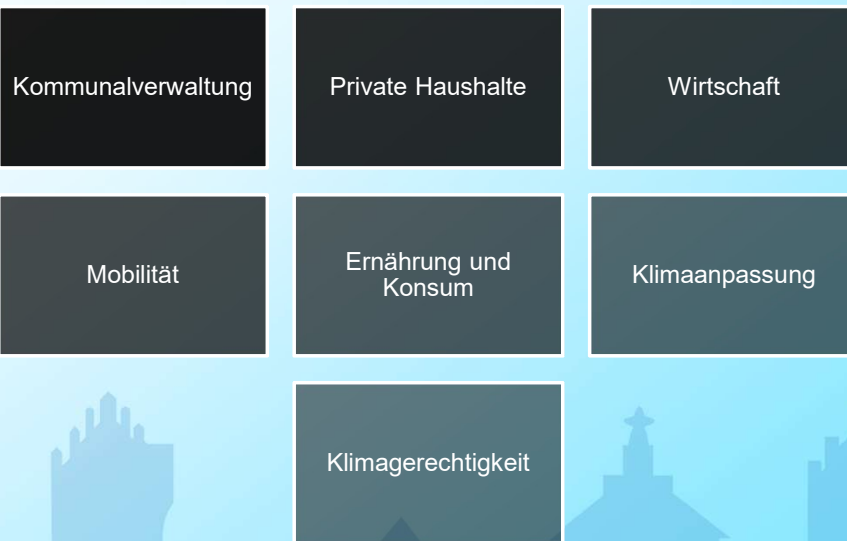 Kommunalverwaltung
Private Haushalte
Wirtschaft
Mobilität
Ernährung und
Konsum
Klimaanpassung
Klimagerechtigkeit